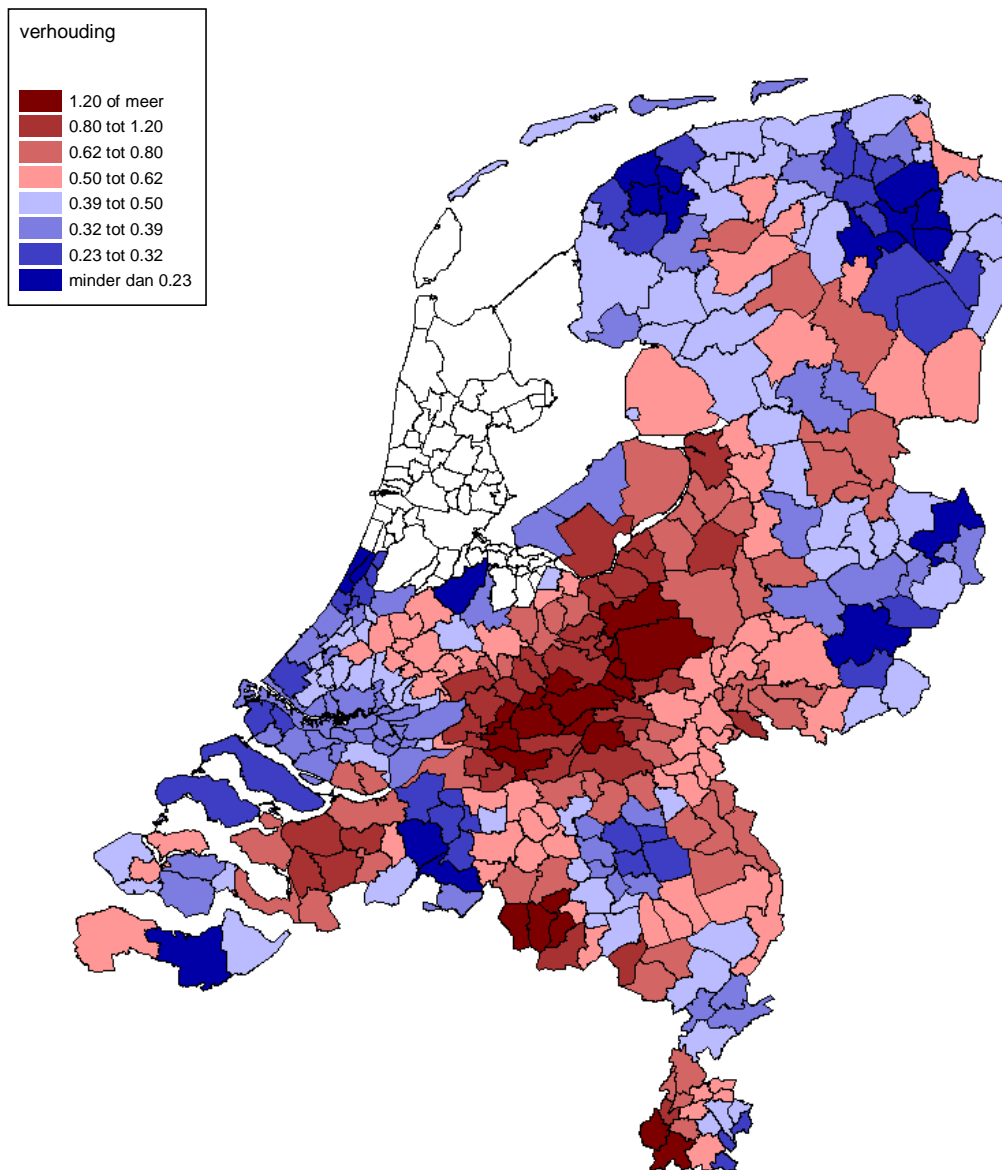 verhouding
1.20 of meer
0.80 tot 1.20
0.62 tot 0.80
0.50 tot 0.62
0.39 tot 0.50
0.32 tot 0.39
0.23 tot 0.32
minder dan 0.23